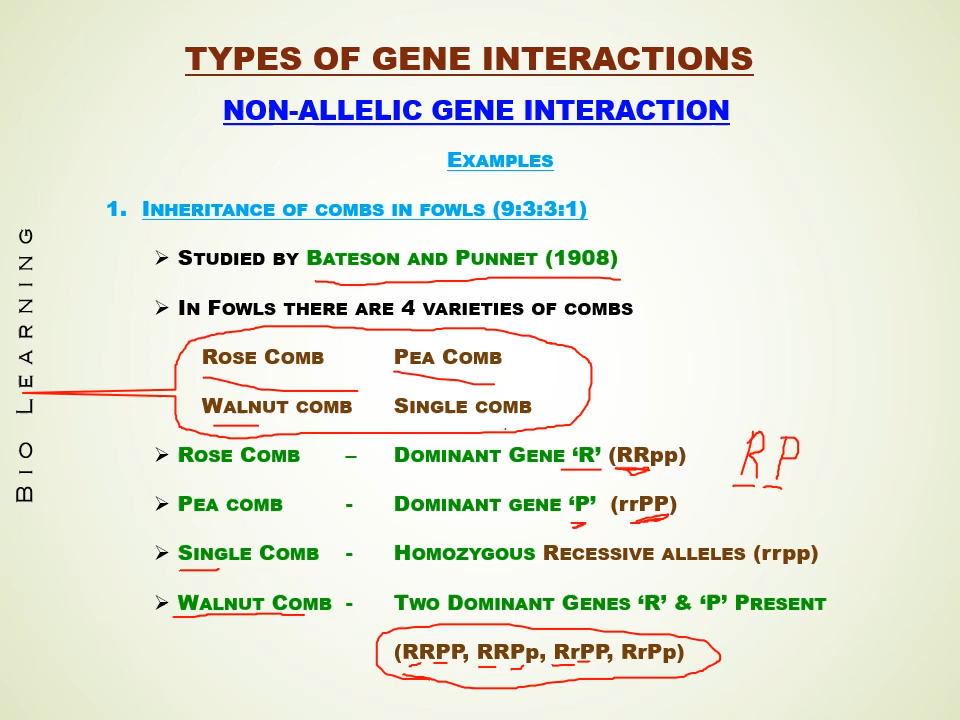 TYPES OF GENE INTERACTIONS
NON-ALLELIC GENE INTERACTION
EXAMPLES
1. INHERITANCE OF COMBS IN FOWLS (9:3:3:1)
➢ STUDIED BY BATESON AND PUNNET (1908)
➢ IN FOWLS THERE ARE 4 VARIETIES OF COMBS
ROSE COMB PEA COMB
WALNUT COMB SINGLE COMB
➢ ROSE COMB – DOMINANT GENE ‘R’ (RRpp)
R P
➢ PEA COMB - DOMINANT GENE ‘P’ (rrPP)
➢ SINGLE COMB - HOMOZYGOUS RECESSIVE ALLELES (rrpp)
➢ WALNUT COMB - TWO DOMINANT GENES ‘R’ & ‘P’ PRESENT
(RRPP, RRPp, RrPP, RrPp)
BIO LEARNING